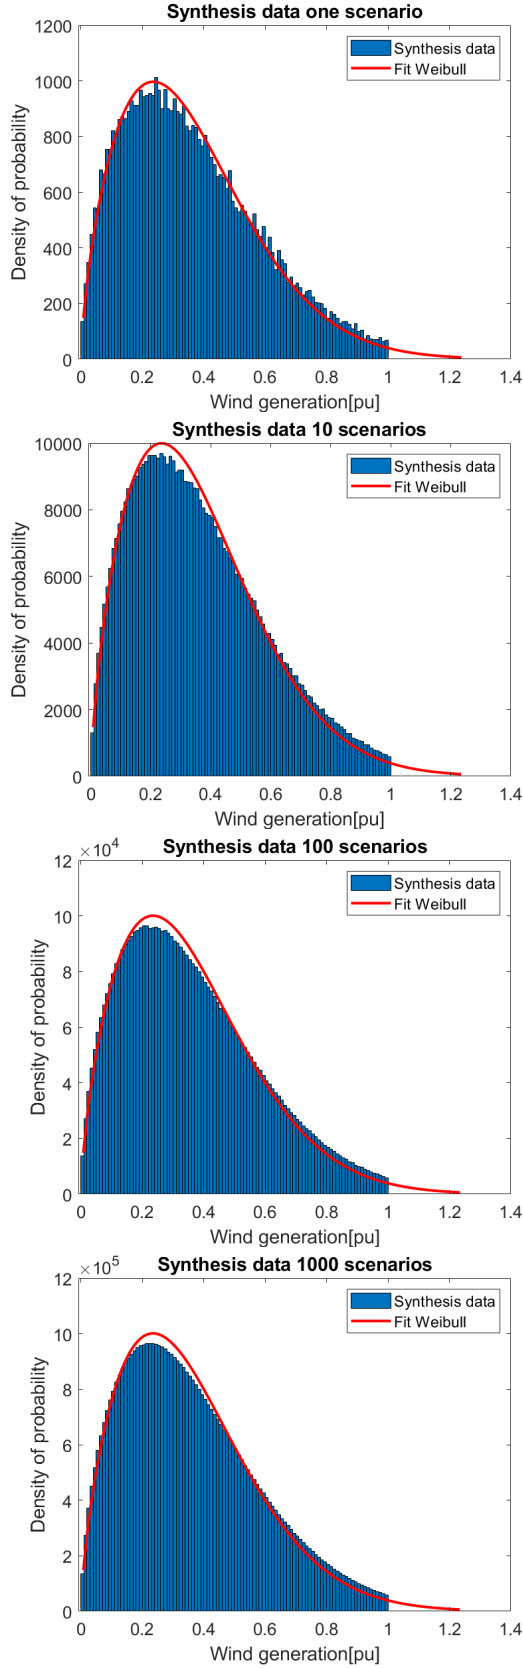 Synthesis data one scenario
1200
1000
800
600
400
200
0
Density of probability
Synthesis data
Fit Weibull
0 0.2 0.4 0.6 0.8 1 1.2 1.4
Wind generation[pu]
Synthesis data 10 scenarios
10000
8000
6000
4000
2000
0
Density of probability
Synthesis data
Fit Weibull
0 0.2 0.4 0.6 0.8 1 1.2 1.4
Wind generation[pu]
Synthesis data 100 scenarios
×10⁴
12
10
8
6
4
2
0
Density of probability
Synthesis data
Fit Weibull
0 0.2 0.4 0.6 0.8 1 1.2 1.4
Wind generation[pu]
Synthesis data 1000 scenarios
×10⁵
12
10
8
6
4
2
0
Density of probability
Synthesis data
Fit Weibull
0 0.2 0.4 0.6 0.8 1 1.2 1.4
Wind generation[pu]